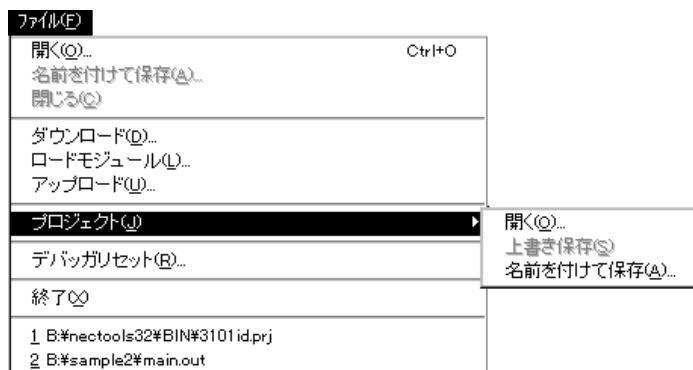 ファイル(F)
開く(O)... Ctrl+O
名前を付けて保存(A)...
閉じる(C)
ダウンロード(D)...
ロードモジュール(L)...
アップロード(U)...
プロジェクト(J)
開く(O)...
上書き保存(S)
名前を付けて保存(A)...
デバッガリセット(R)...
終了(X)
1 B:¥nectools32¥BIN¥3101id.prj
2 B:¥sample2¥main.out